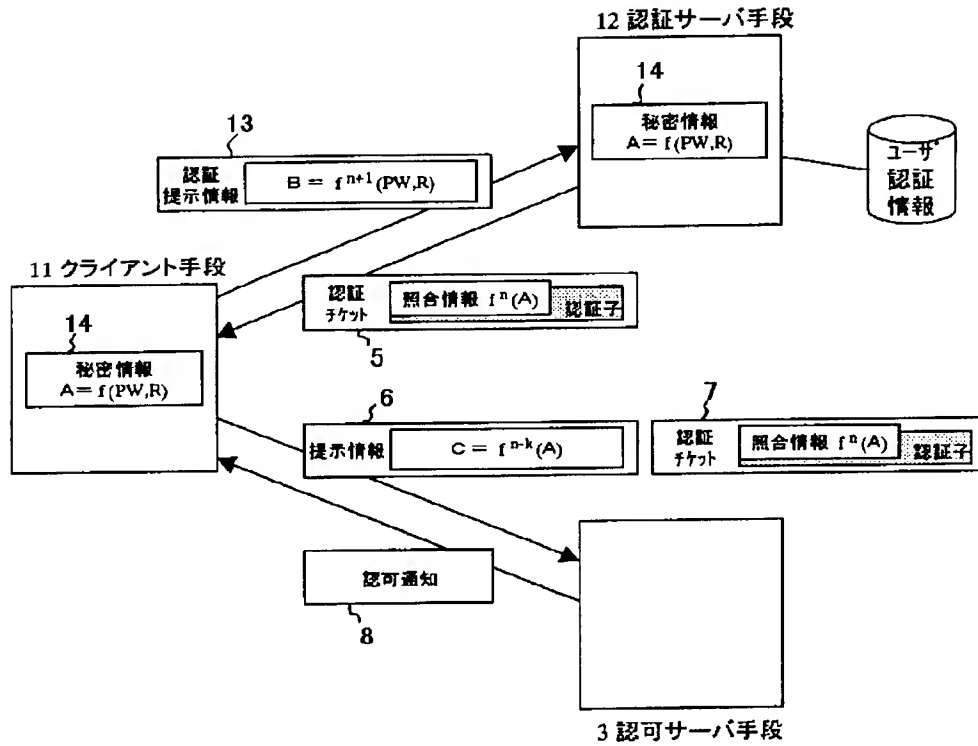 12 認証サーバ手段
14
秘密情報
A=f(PW,R)
ユーザ
認証
情報
13
認証
提示情報
B = f^{n+1}(PW,R)
11 クライアント手段
14
秘密情報
A=f(PW,R)
認証
チケット
照合情報 f^n(A)
認証子
5
6
提示情報
C = f^{n-k}(A)
7
認証
チケット
照合情報 f^n(A)
認証子
認可通知
8
3 認可サーバ手段